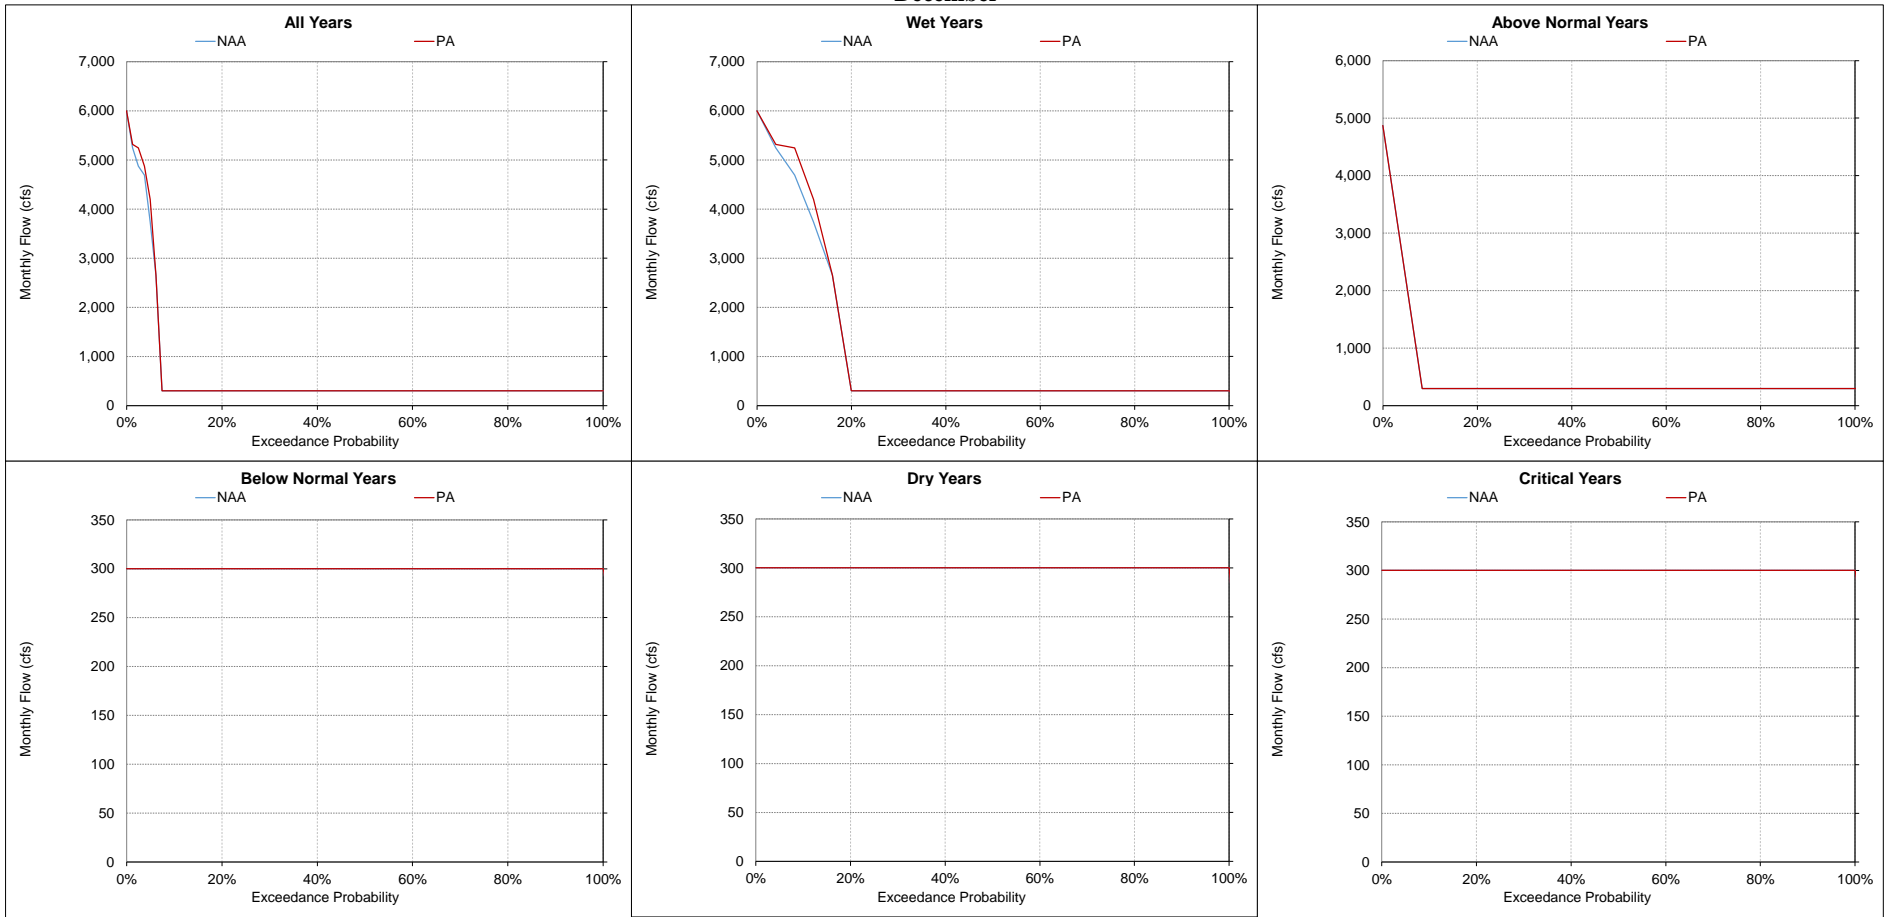 All Years
NAA PA
7,000
6,000
5,000
4,000
3,000
2,000
1,000
0
Monthly Flow (cfs)
0% 20% 40% 60% 80% 100%
Exceedance Probability
Wet Years
NAA PA
7,000
6,000
5,000
4,000
3,000
2,000
1,000
0
Monthly Flow (cfs)
0% 20% 40% 60% 80% 100%
Exceedance Probability
Above Normal Years
NAA PA
6,000
5,000
4,000
3,000
2,000
1,000
0
Monthly Flow (cfs)
0% 20% 40% 60% 80% 100%
Exceedance Probability
Below Normal Years
NAA PA
350
300
250
200
150
100
50
0
Monthly Flow (cfs)
0% 20% 40% 60% 80% 100%
Exceedance Probability
Dry Years
NAA PA
350
300
250
200
150
100
50
0
Monthly Flow (cfs)
0% 20% 40% 60% 80% 100%
Exceedance Probability
Critical Years
NAA PA
350
300
250
200
150
100
50
0
Monthly Flow (cfs)
0% 20% 40% 60% 80% 100%
Exceedance Probability